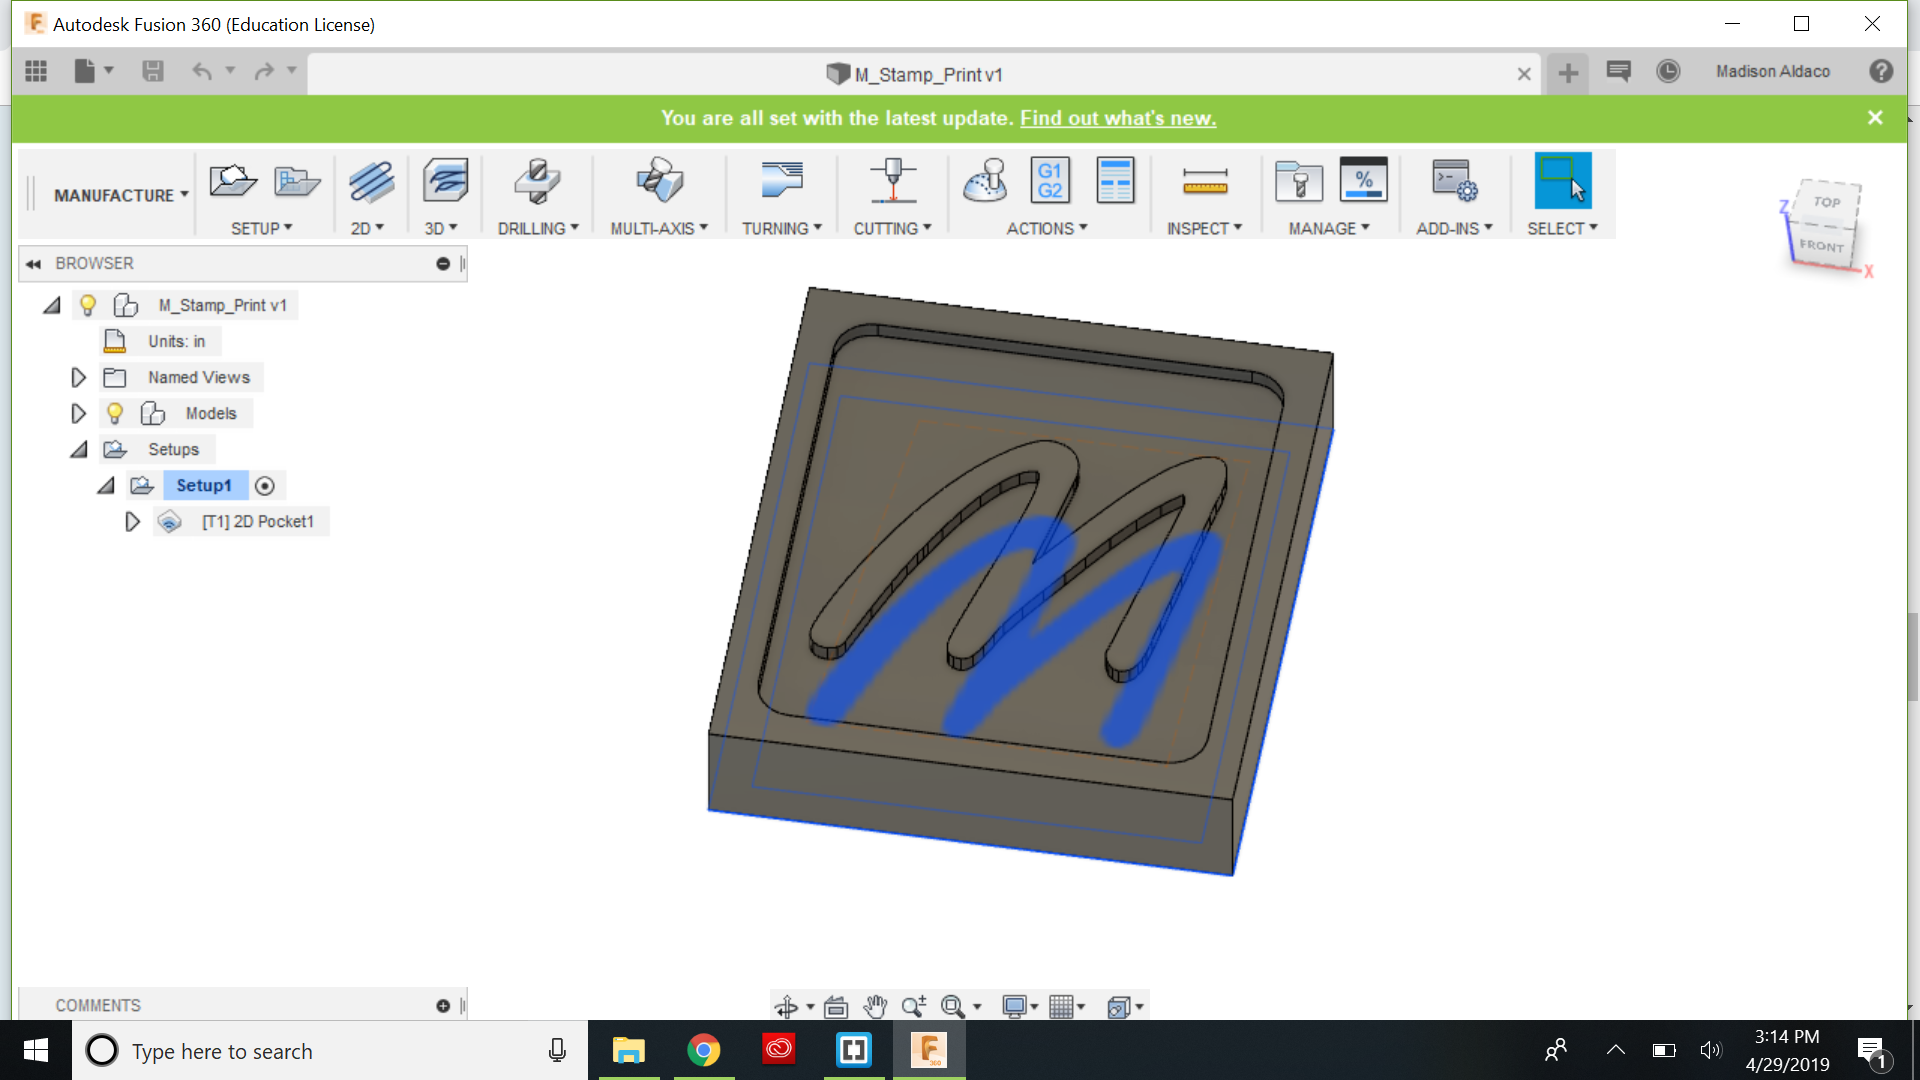 Autodesk Fusion 360 (Education License)
M_Stamp_Print v1
Madison Aldaco
You are all set with the latest update. Find out what's new.
MANUFACTURE
SETUP
2D
3D
DRILLING
MULTI-AXIS
TURNING
CUTTING
G1
G2
ACTIONS
INSPECT
%
MANAGE
ADD-INS
SELECT
TOP
FRONT
Z
X
BROWSER
M_Stamp_Print v1
Units: in
Named Views
Models
Setups
Setup1
[T1] 2D Pocket1
M
COMMENTS
Type here to search
F
360
3:14 PM
4/29/2019
1